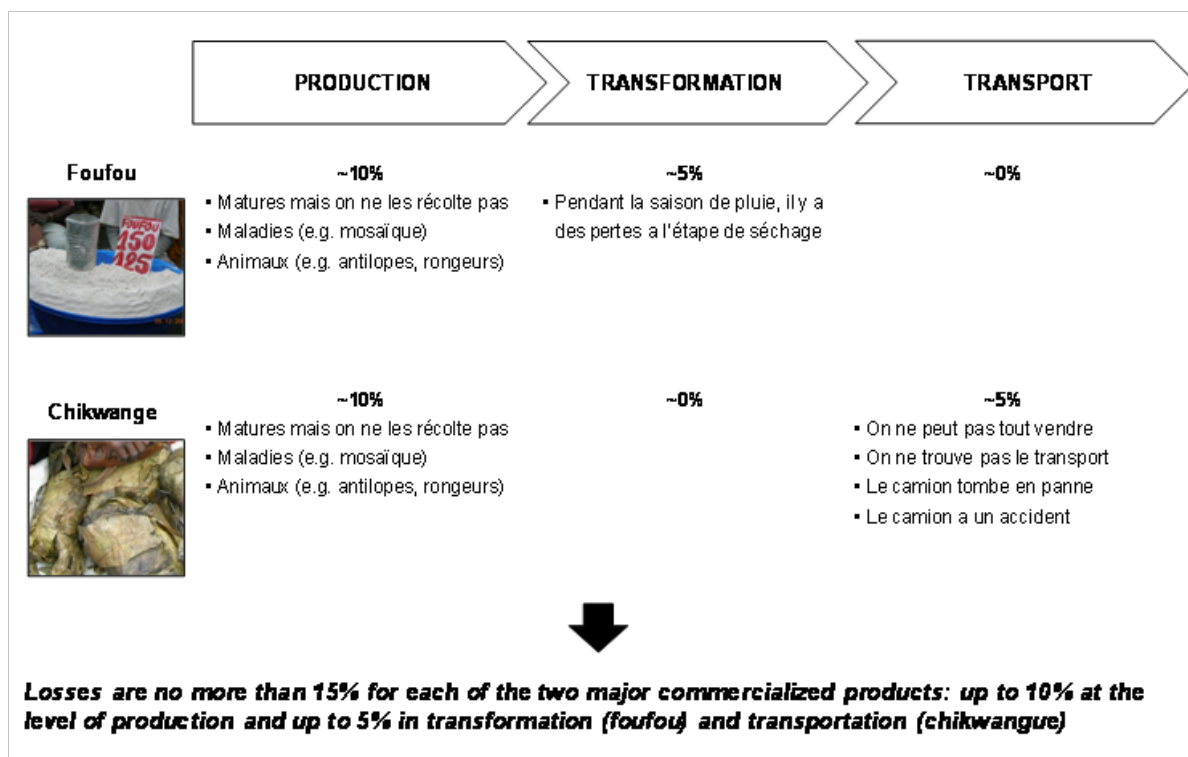 PRODUCTION
TRANSFORMATION
TRANSPORT
Foufou
~10%
~5%
~0%
▪ Matures mais on ne les récolte pas
▪ Maladies (e.g. mosaïque)
▪ Animaux (e.g. antilopes, rongeurs)
▪ Pendant la saison de pluie, il y a
des pertes a l'étape de séchage
FOUFOU
150
125
Chikwange
~10%
~0%
~5%
▪ Matures mais on ne les récolte pas
▪ Maladies (e.g. mosaïque)
▪ Animaux (e.g. antilopes, rongeurs)
▪ On ne peut pas tout vendre
▪ On ne trouve pas le transport
▪ Le camion tombe en panne
▪ Le camion a un accident
Losses are no more than 15% for each of the two major commercialized products: up to 10% at the
level of production and up to 5% in transformation (foufou) and transportation (chikwangue)